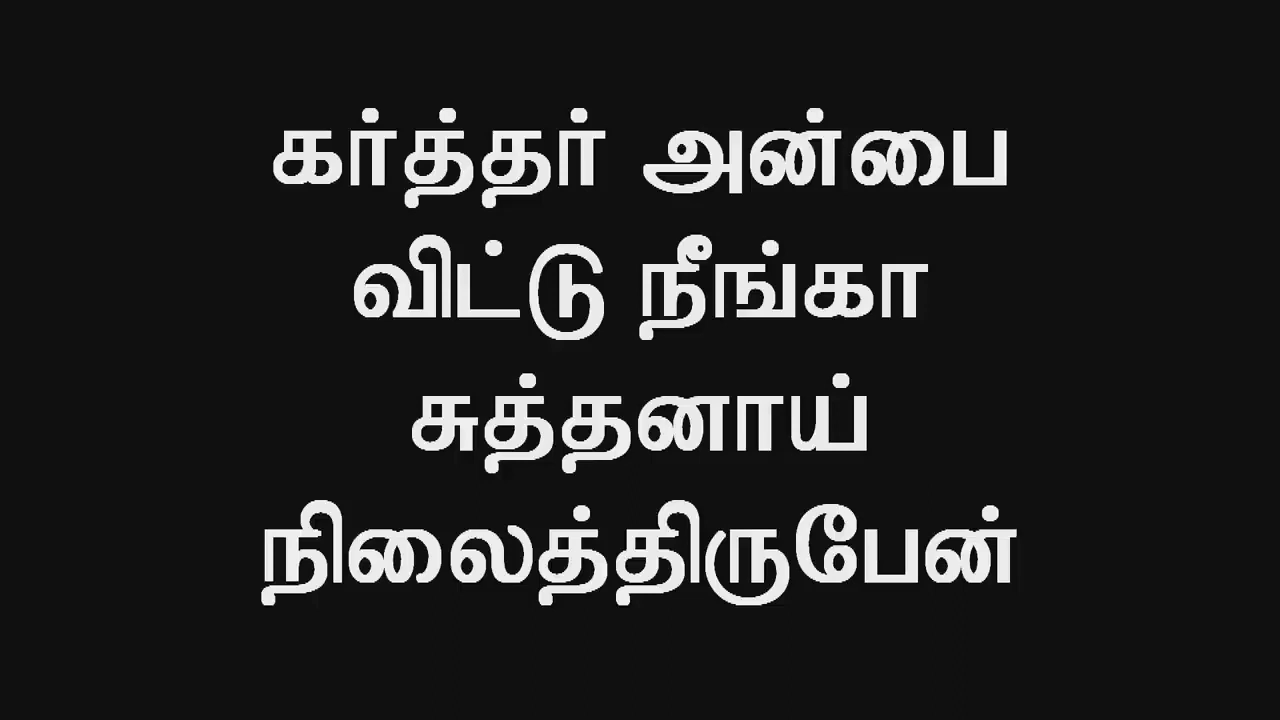 கர்த்தர் அன்பை
விட்டு நீங்கா
சுத்தனாய்
நிலைத்திருபேன்